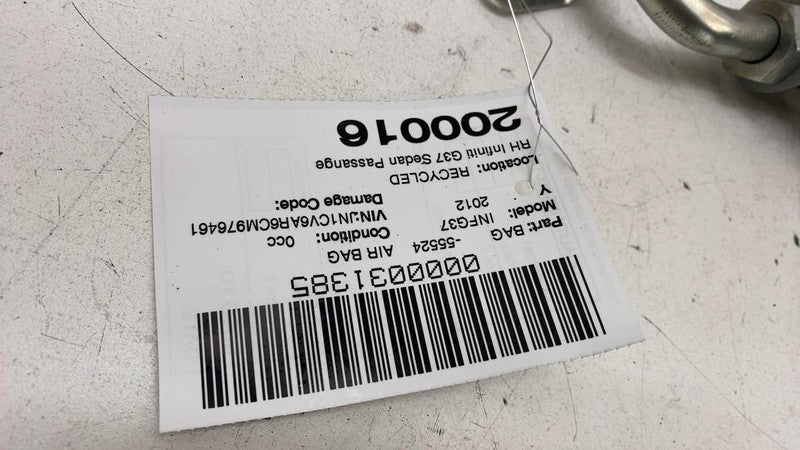 0000031385
Part: BAG -55524 AIR BAG
Model: INFG37 Condition: 0cc
Y 2012 VIN:JN1CV6AR6CM976461
Damage Code:
Location: RECYCLED
RH Infiniti G37 Sedan Passange
200016